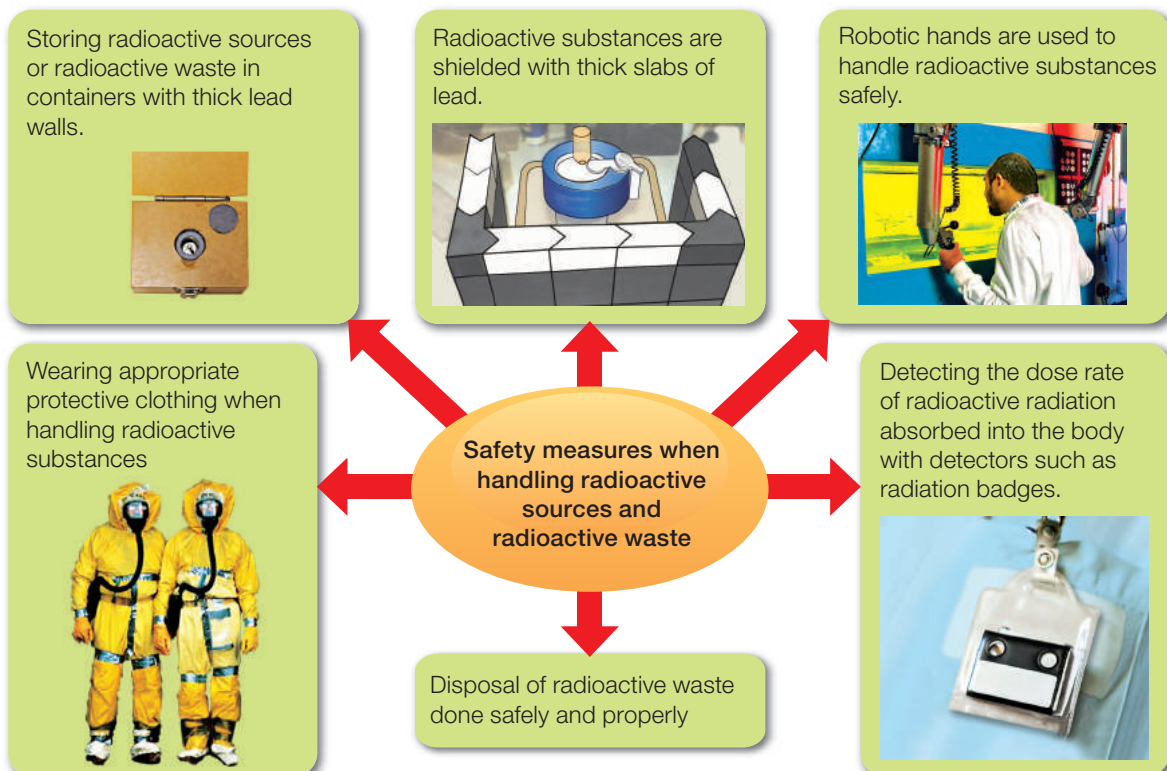 Storing radioactive sources
or radioactive waste in
containers with thick lead
walls.
Radioactive substances are
shielded with thick slabs of
lead.
Robotic hands are used to
handle radioactive substances
safely.
Wearing appropriate
protective clothing when
handling radioactive
substances
Safety measures when
handling radioactive
sources and
radioactive waste
Detecting the dose rate
of radioactive radiation
absorbed into the body
with detectors such as
radiation badges.
Disposal of radioactive waste
done safely and properly